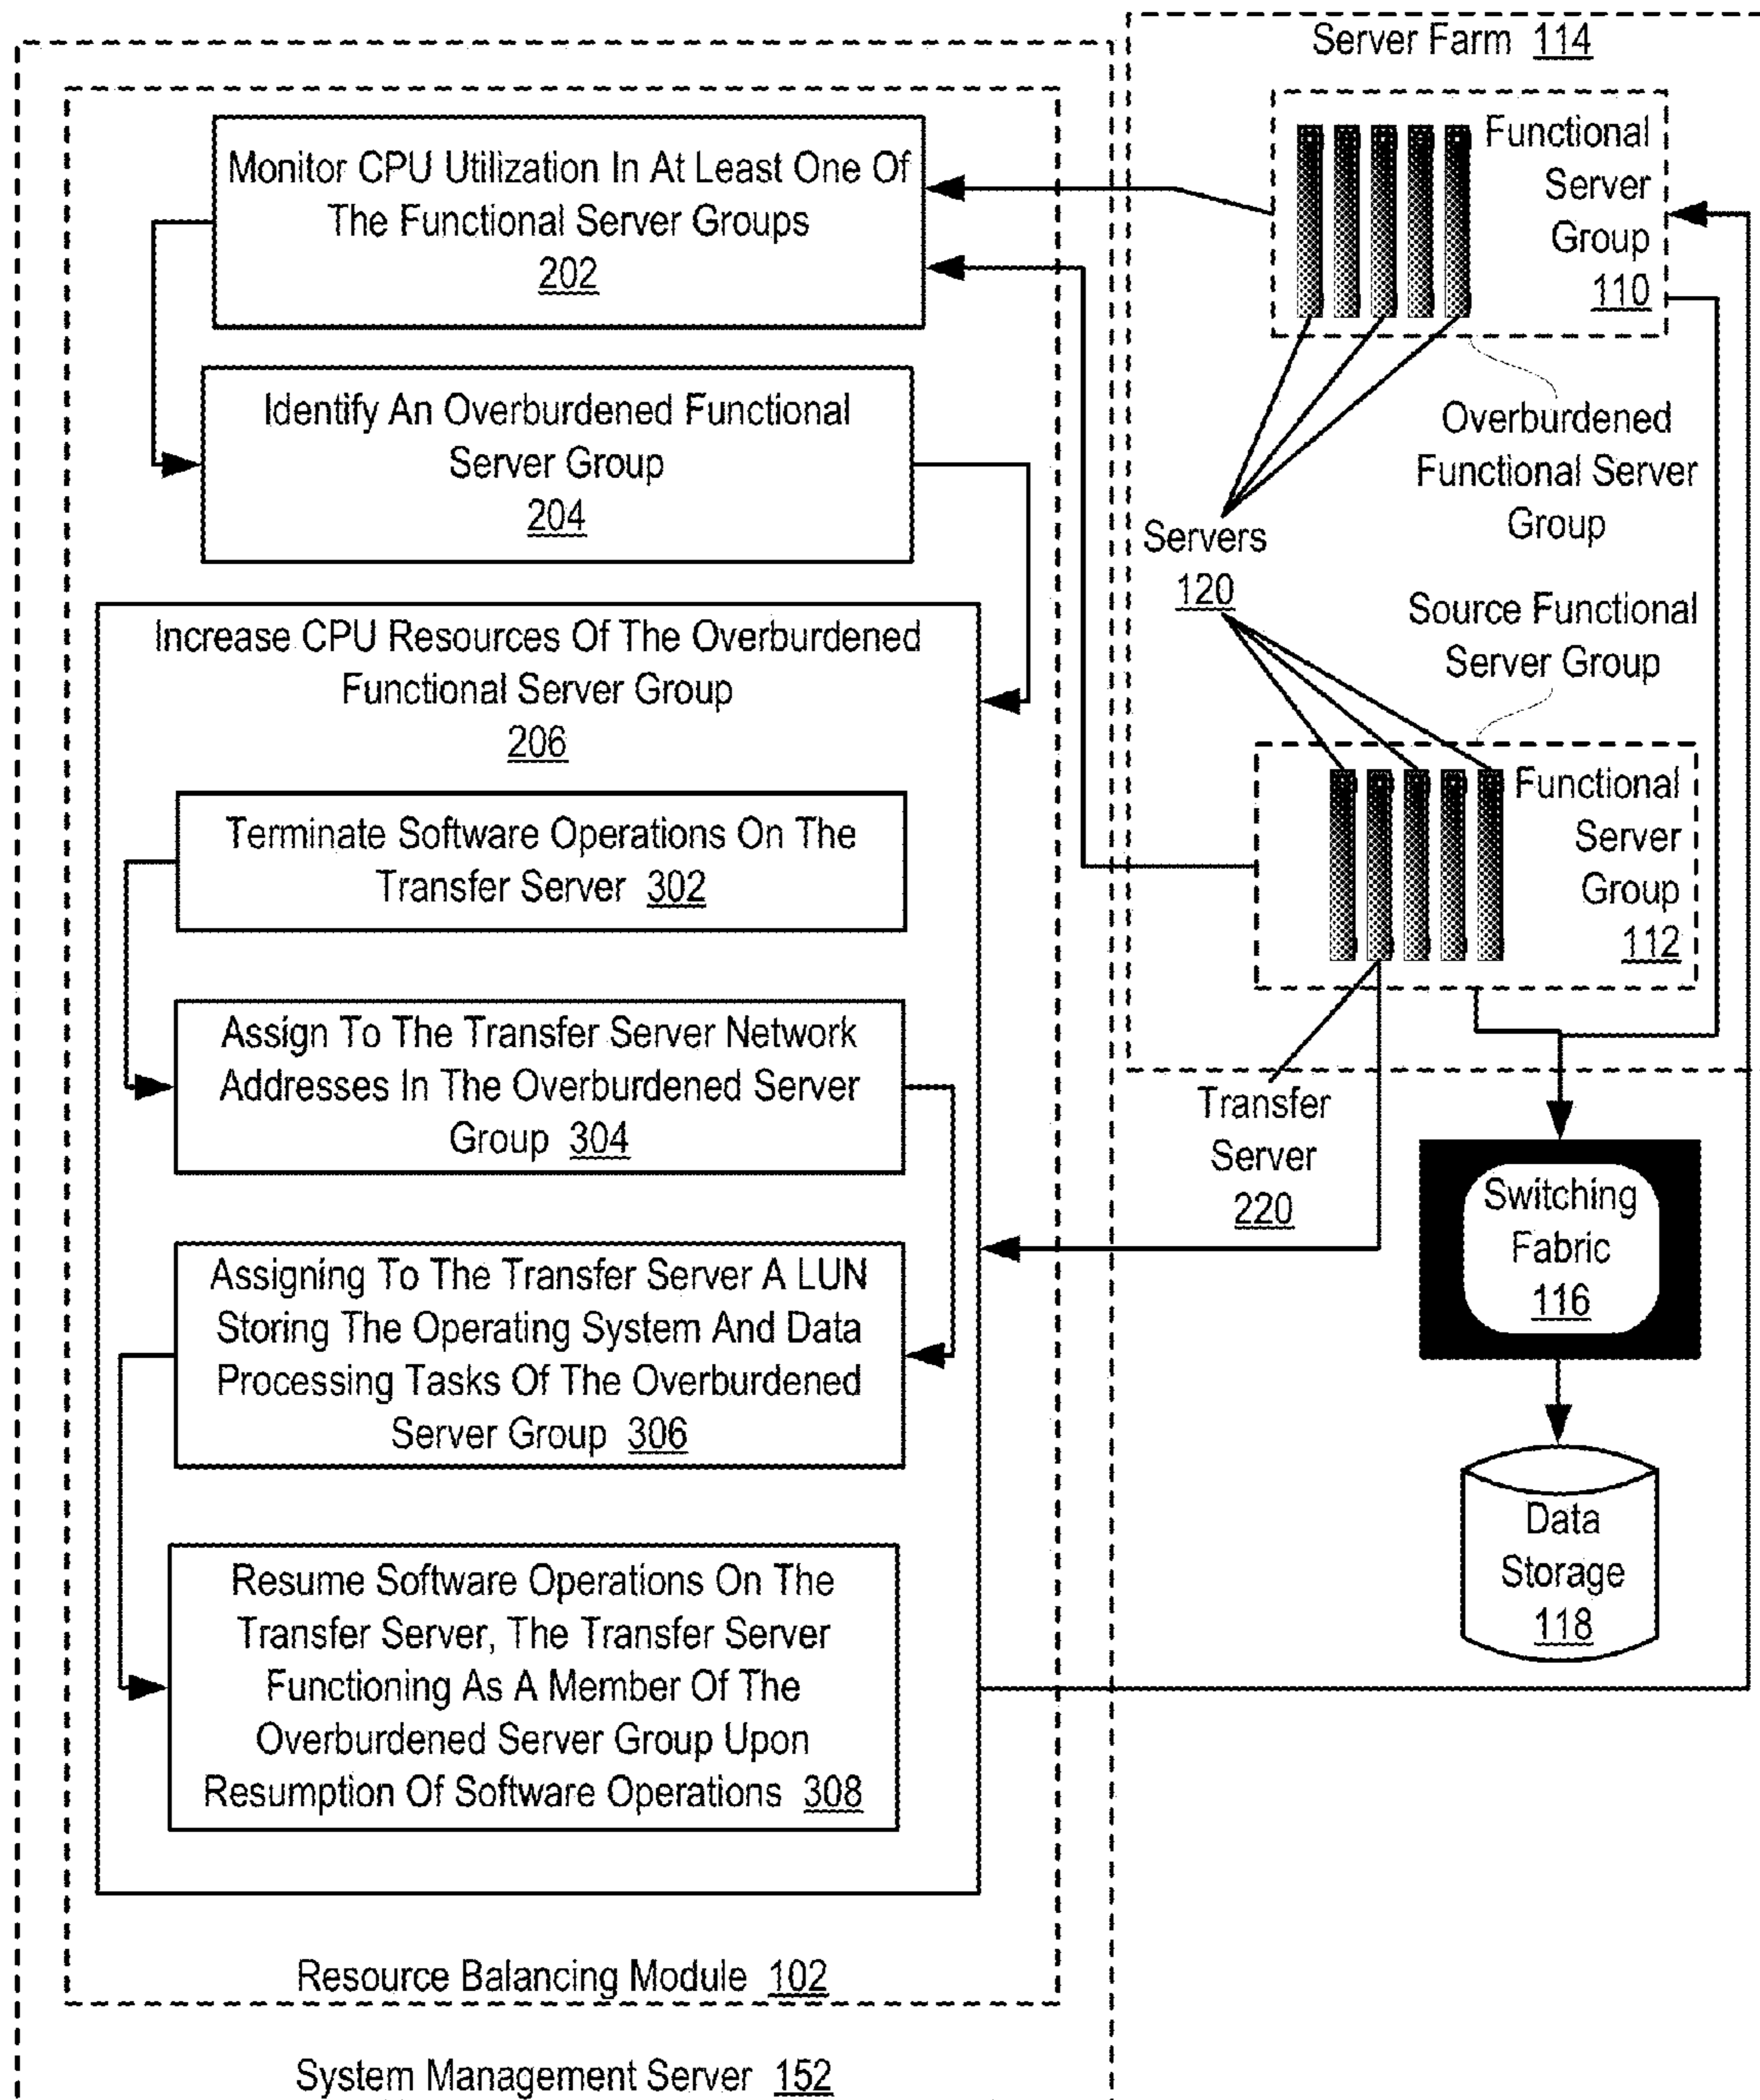 Monitor CPU Utilization In At Least One Of
The Functional Server Groups
202
Identify An Overburdened Functional
Server Group
204
Increase CPU Resources Of The Overburdened
Functional Server Group
206
Terminate Software Operations On The
Transfer Server 302
Assign To The Transfer Server Network
Addresses In The Overburdened Server
Group 304
Assigning To The Transfer Server A LUN
Storing The Operating System And Data
Processing Tasks Of The Overburdened
Server Group 306
Resume Software Operations On The
Transfer Server, The Transfer Server
Functioning As A Member Of The
Overburdened Server Group Upon
Resumption Of Software Operations 308
Resource Balancing Module 102
System Management Server 152
Server Farm 114
Functional
Server
Group
110
Overburdened
Functional Server
Group
Servers
120
Source Functional
Server Group
Functional
Server
Group
112
Transfer
Server
220
Switching
Fabric
116
Data
Storage
118